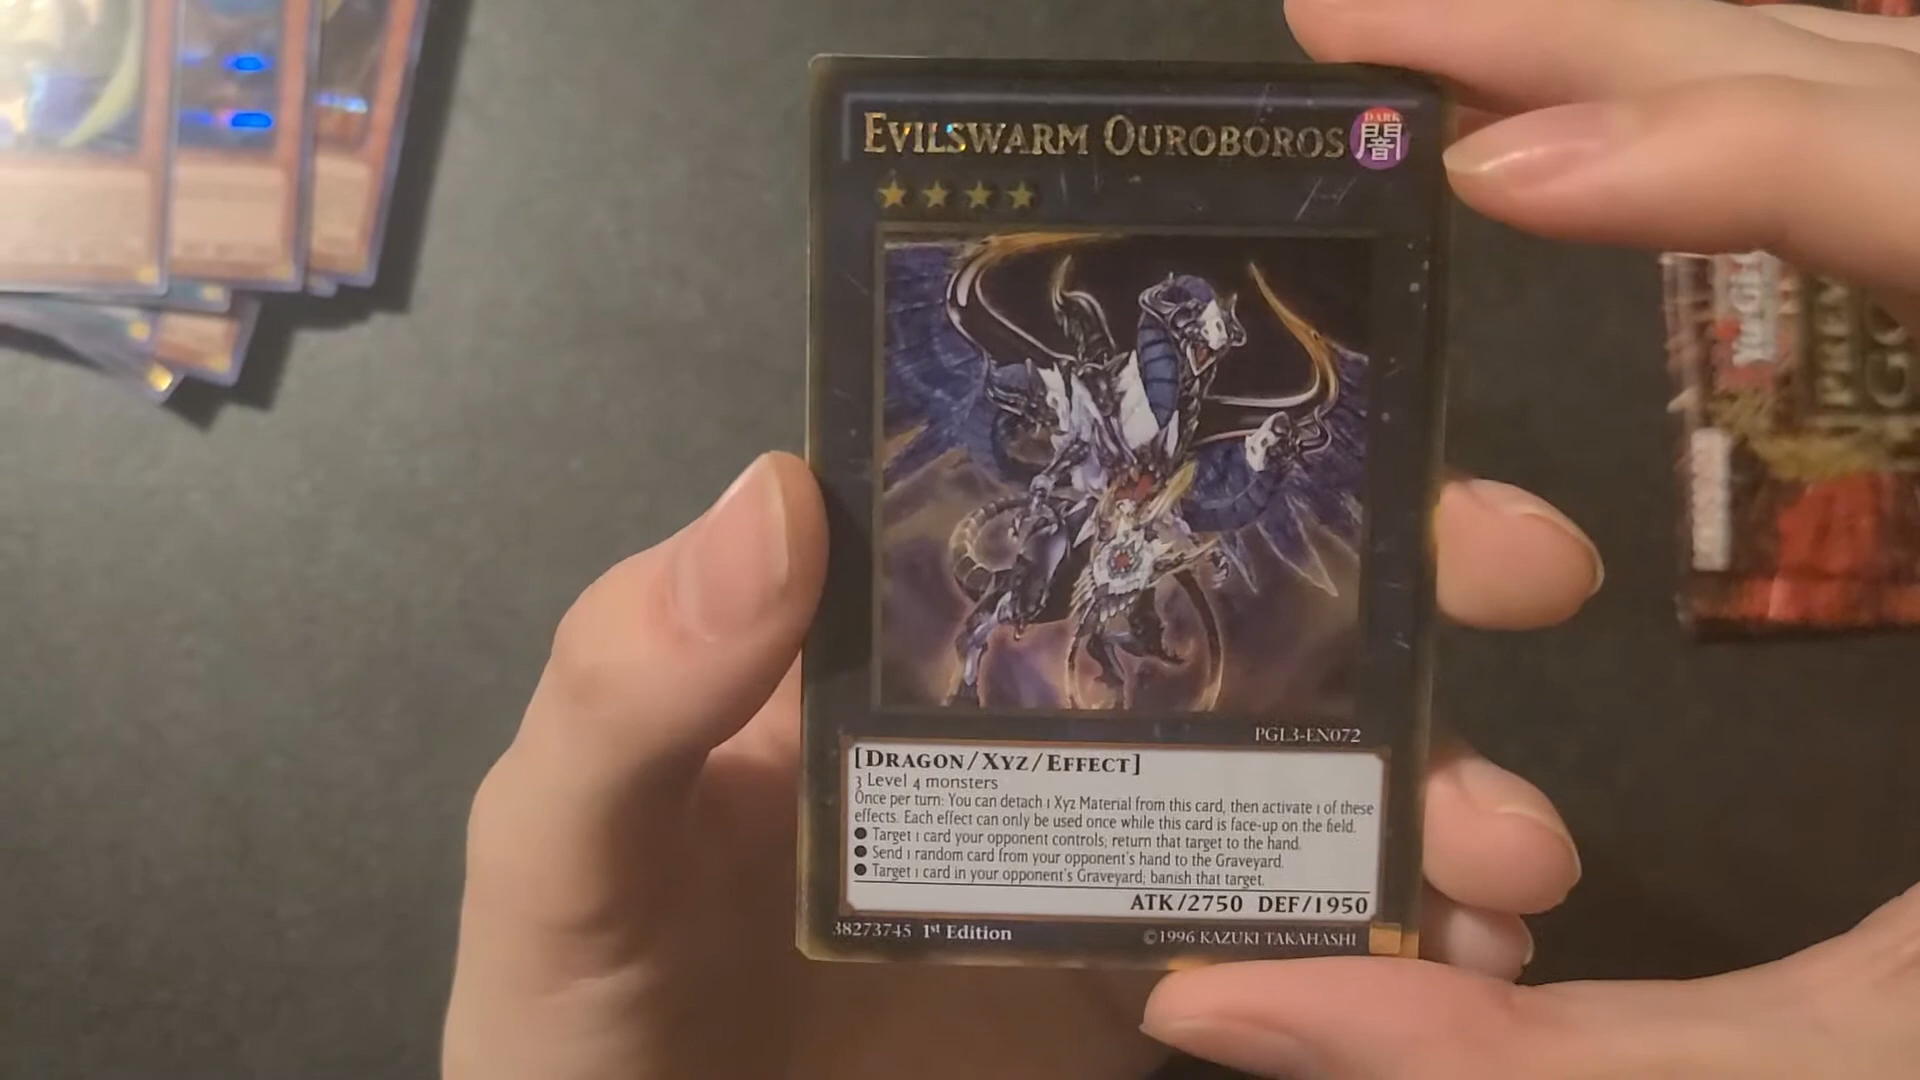 EVILSWARM OUROBOROS
DARK
闇
PGL3-EN072
[DRAGON/XYZ/EFFECT]
3 Level 4 monsters
Once per turn: You can detach 1 Xyz Material from this card, then activate 1 of these
effects. Each effect can only be used once while this card is face-up on the field.
● Target 1 card your opponent controls; return that target to the hand.
● Send 1 random card from your opponent's hand to the Graveyard.
● Target 1 card in your opponent's Graveyard; banish that target.
ATK/2750 DEF/1950
38273745 1st Edition
©1996 KAZUKI TAKAHASHI